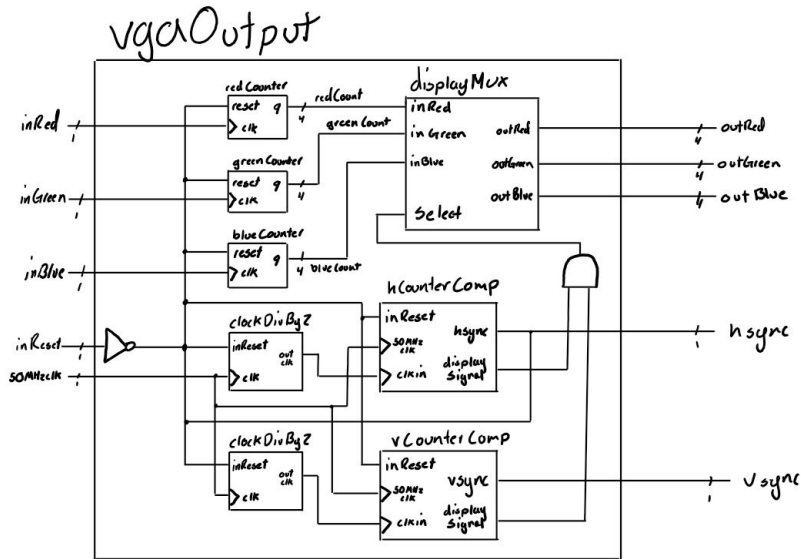 vgaOutput
redCounter
reset q
clk
4
redCount
displayMux
inRed
inGreen
inBlue
Select
outRed
outGreen
outBlue
inRed
1
greenCounter
reset q
clk
4
greenCount
inGreen
1
blueCounter
reset q
clk
4
blueCount
inBlue
1
4
outRed
4
outGreen
4
outBlue
inReset
1
50MHzclk
1
clockDivBy2
inReset
out
clk
clk
hCounterComp
inReset
hsync
50MHz
clk
display
Signal
clkin
1
hsync
clockDivBy2
inReset
out
clk
clk
vCounterComp
inReset
vsync
50MHz
clk
display
Signal
clkin
1
vsync